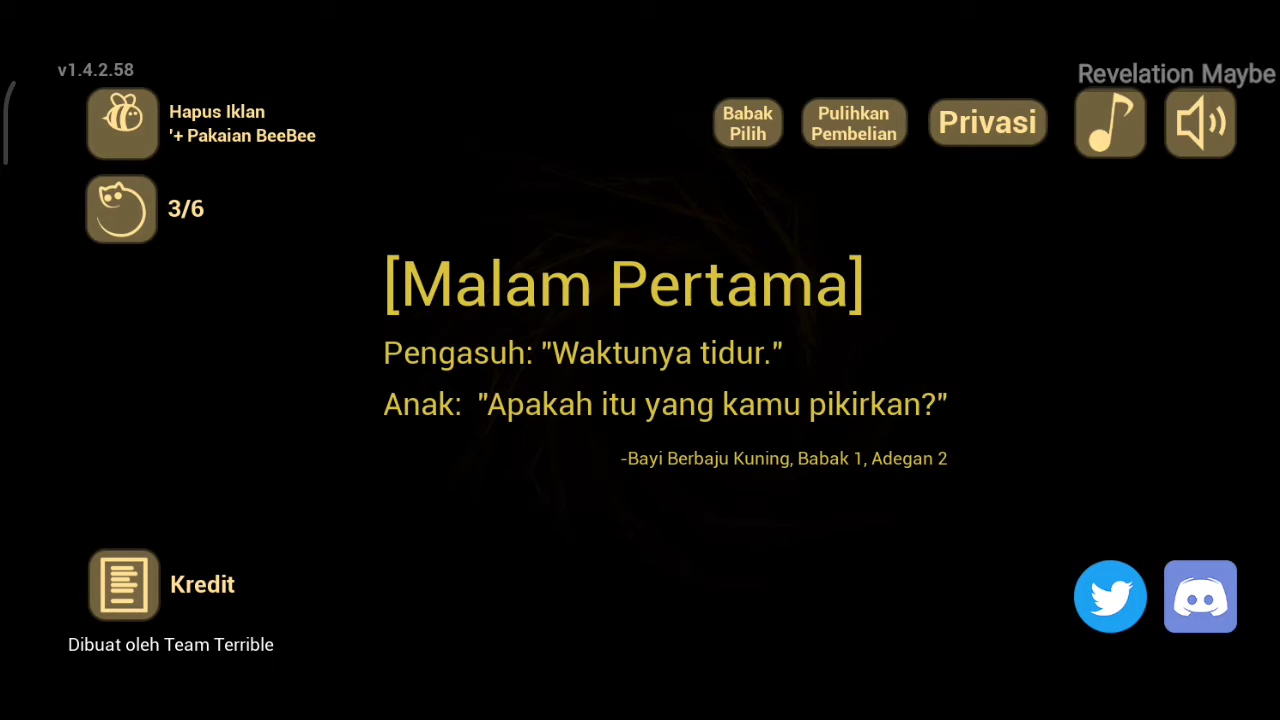 v1.4.2.58
Revelation Maybe
Hapus Iklan
'+ Pakaian BeeBee
Babak
Pilih
Pulihkan
Pembelian
Privasi
3/6
[Malam Pertama]
Pengasuh: "Waktunya tidur."
Anak:  "Apakah itu yang kamu pikirkan?"
-Bayi Berbaju Kuning, Babak 1, Adegan 2
Kredit
Dibuat oleh Team Terrible